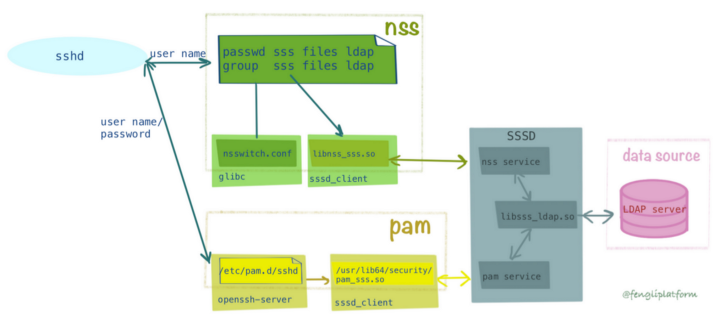 nss
sshd
user name
passwd sss files ldap
group  sss files ldap
user name/
password
nsswitch.conf
glibc
libnss_sss.so
sssd_client
SSSD
nss service
libsss_ldap.so
pam service
data source
LDAP server
pam
/etc/pam.d/sshd
openssh-server
/usr/lib64/security/
pam_sss.so
sssd_client
@fengliplatform